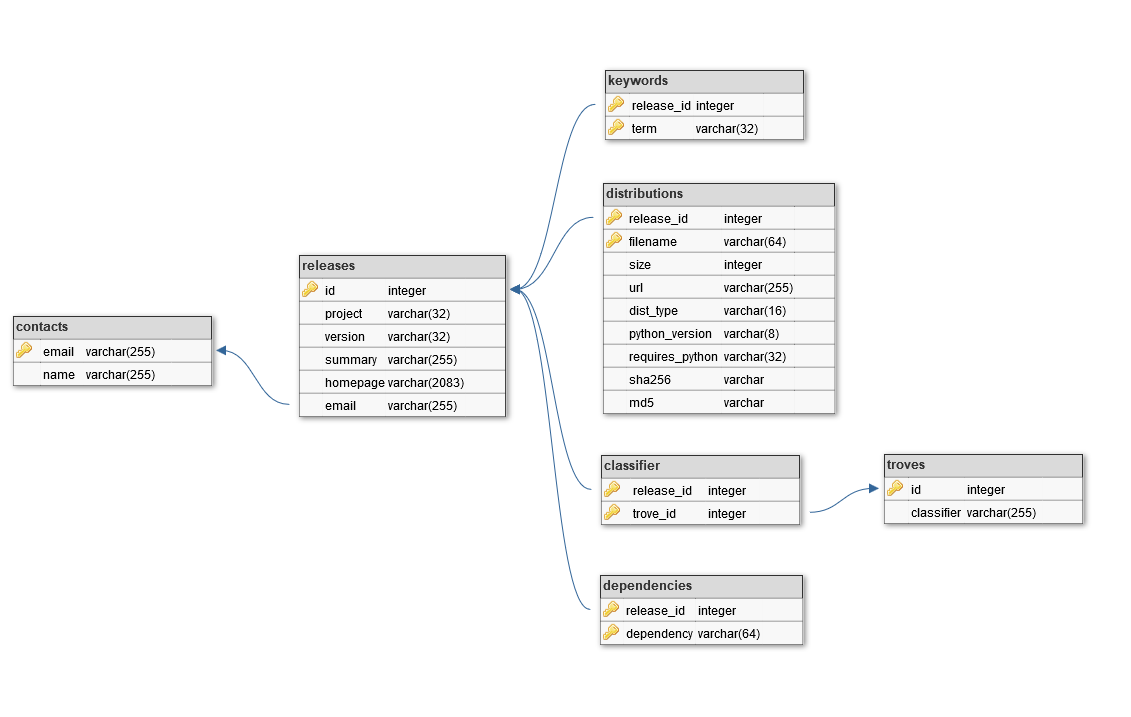 keywords
release_id integer
term varchar(32)
distributions
release_id integer
filename varchar(64)
size integer
url varchar(255)
dist_type varchar(16)
python_version varchar(8)
requires_python varchar(32)
sha256 varchar
md5 varchar
releases
id integer
project varchar(32)
version varchar(32)
summary varchar(255)
homepage varchar(2083)
email varchar(255)
contacts
email varchar(255)
name varchar(255)
classifier
release_id integer
trove_id integer
troves
id integer
classifier varchar(255)
dependencies
release_id integer
dependency varchar(64)